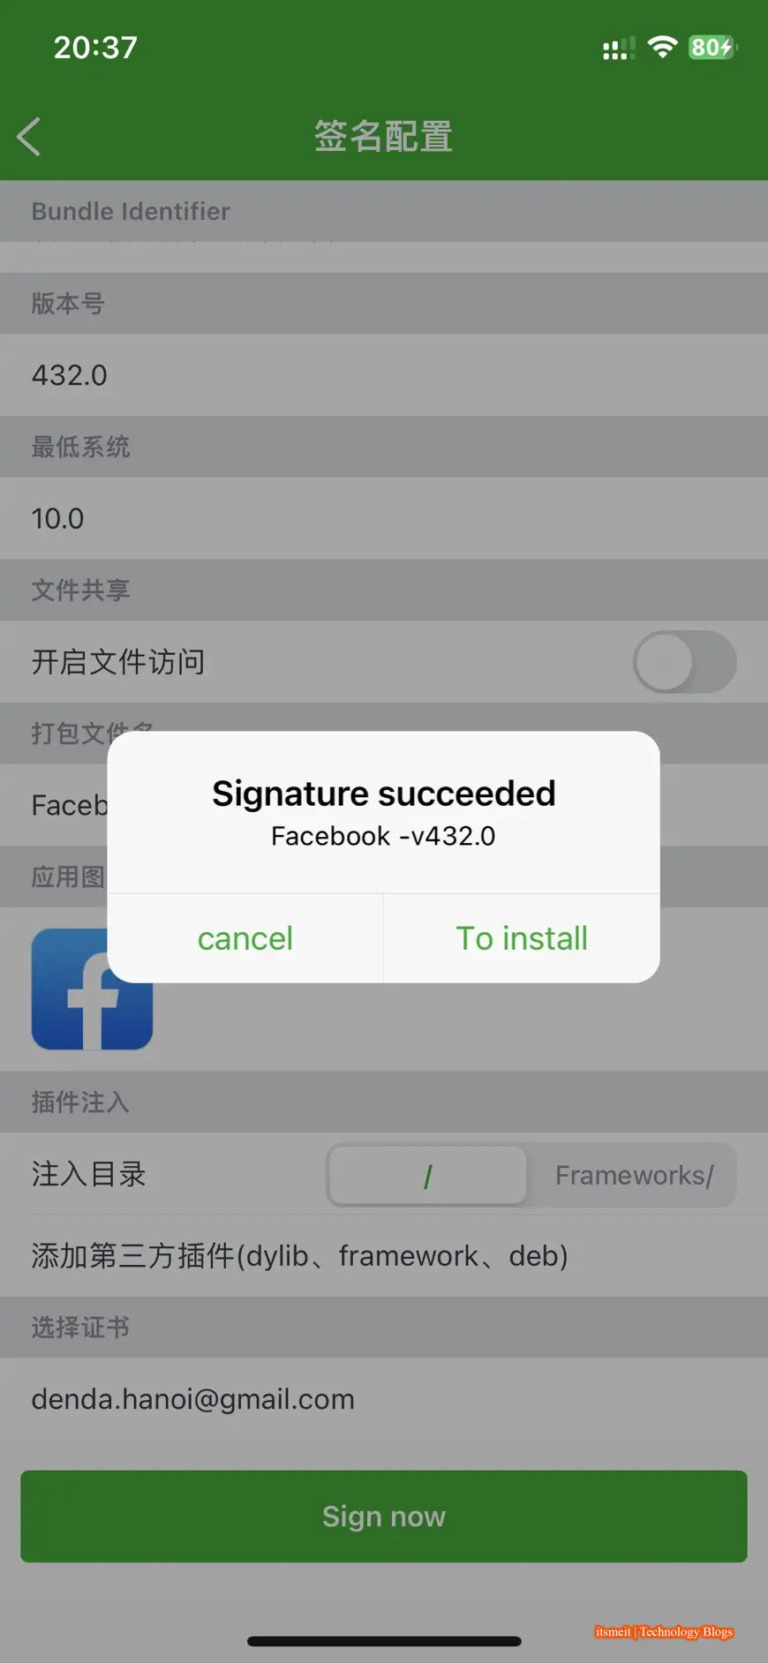 20:37
80
签名配置
Bundle Identifier
版本号
432.0
最低系统
10.0
文件共享
开启文件访问
打包文件名
Faceb
Signature succeeded
Facebook -v432.0
cancel
To install
应用图
插件注入
注入目录
/
Frameworks/
添加第三方插件(dylib、framework、deb)
选择证书
denda.hanoi@gmail.com
Sign now
itsmeit | Technology Blogs